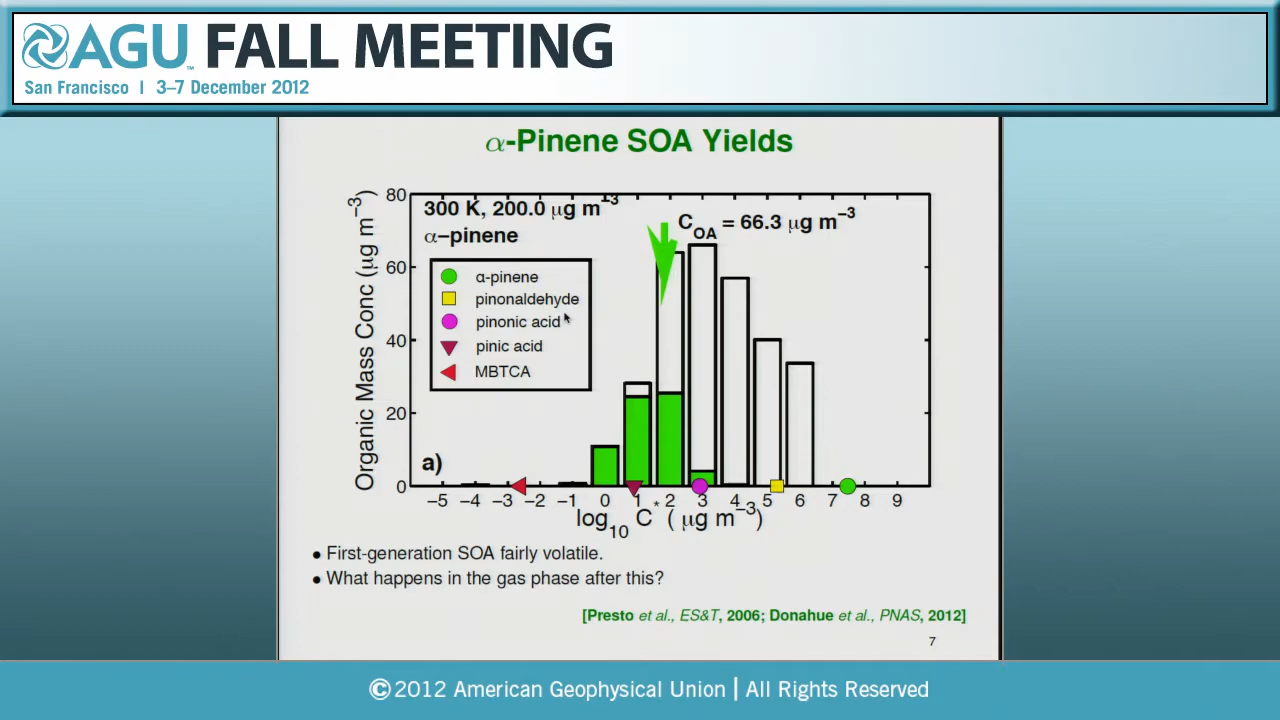 AGU FALL MEETING
San Francisco | 3–7 December 2012
α-Pinene SOA Yields
300 K, 200.0 μg m−3
α−pinene
COA = 66.3 μg m−3
α-pinene
pinonaldehyde
pinonic acid
pinic acid
MBTCA
a)
Organic Mass Conc (μg m−3)
80
60
40
20
0
−5 −4 −3 −2 −1 0 1 2 3 4 5 6 7 8 9
log10 C* ( μg m−3)
• First-generation SOA fairly volatile.
• What happens in the gas phase after this?
[Presto et al., ES&T, 2006; Donahue et al., PNAS, 2012]
7
©2012 American Geophysical Union | All Rights Reserved